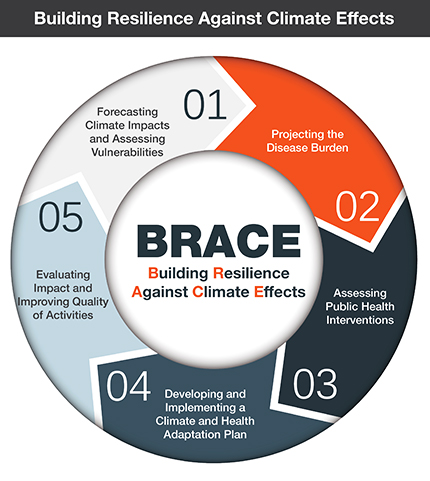 Building Resilience Against Climate Effects
01
Forecasting
Climate Impacts
and Assessing
Vulnerabilities
Projecting the
Disease Burden
02
Assessing
Public Health
Interventions
03
04
Developing and
Implementing a
Climate and Health
Adaptation Plan
05
Evaluating
Impact and
Improving Quality
of Activities
BRACE
Building Resilience
Against Climate Effects